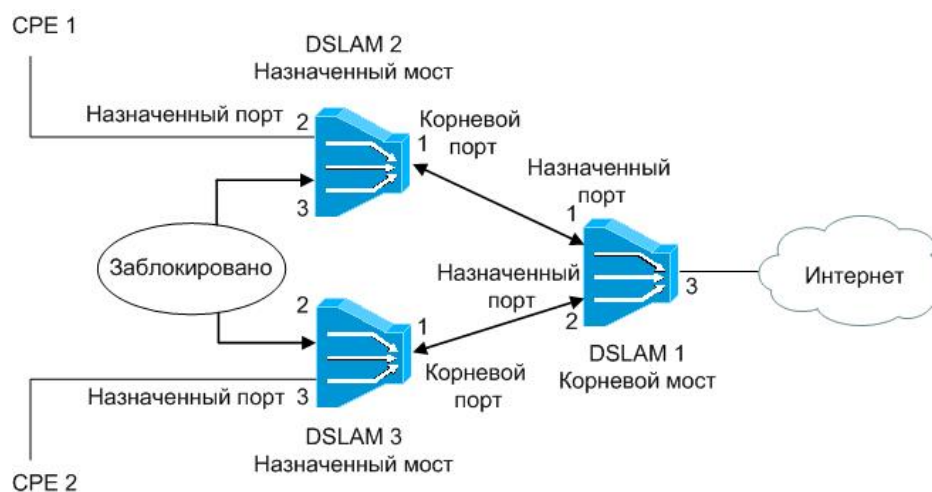 CPE 1
DSLAM 2
Назначенный мост
Назначенный порт
2
1
3
Корневой
порт
Назначенный
порт
1
Заблокировано
Назначенный
порт
2
3
Интернет
2
1
3
Корневой
порт
DSLAM 1
Корневой мост
Назначенный порт
DSLAM 3
Назначенный мост
CPE 2